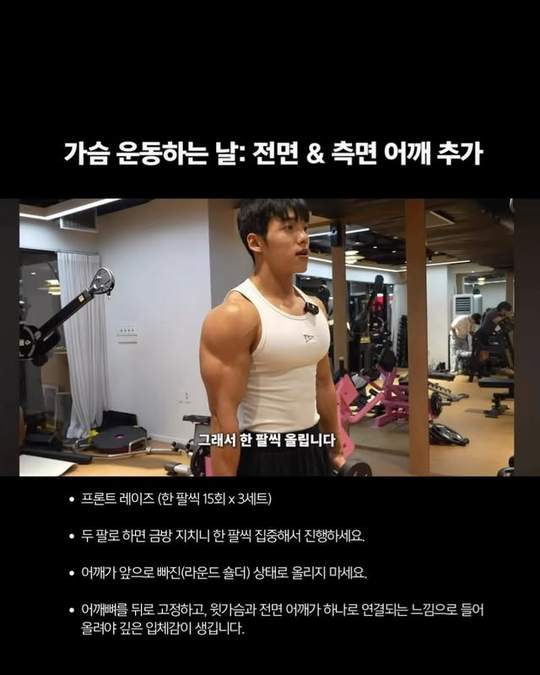 가슴 운동하는 날: 전면 & 측면 어깨 추가
그래서 한 팔씩 올립니다
• 프론트 레이즈 (한 팔씩 15회 x 3세트)
• 두 팔로 하면 금방 지치니 한 팔씩 집중해서 진행하세요.
• 어깨가 앞으로 빠진(라운드 숄더) 상태로 올리지 마세요.
• 어깨뼈를 뒤로 고정하고, 윗가슴과 전면 어깨가 하나로 연결되는 느낌으로 들어
올려야 깊은 입체감이 생깁니다.